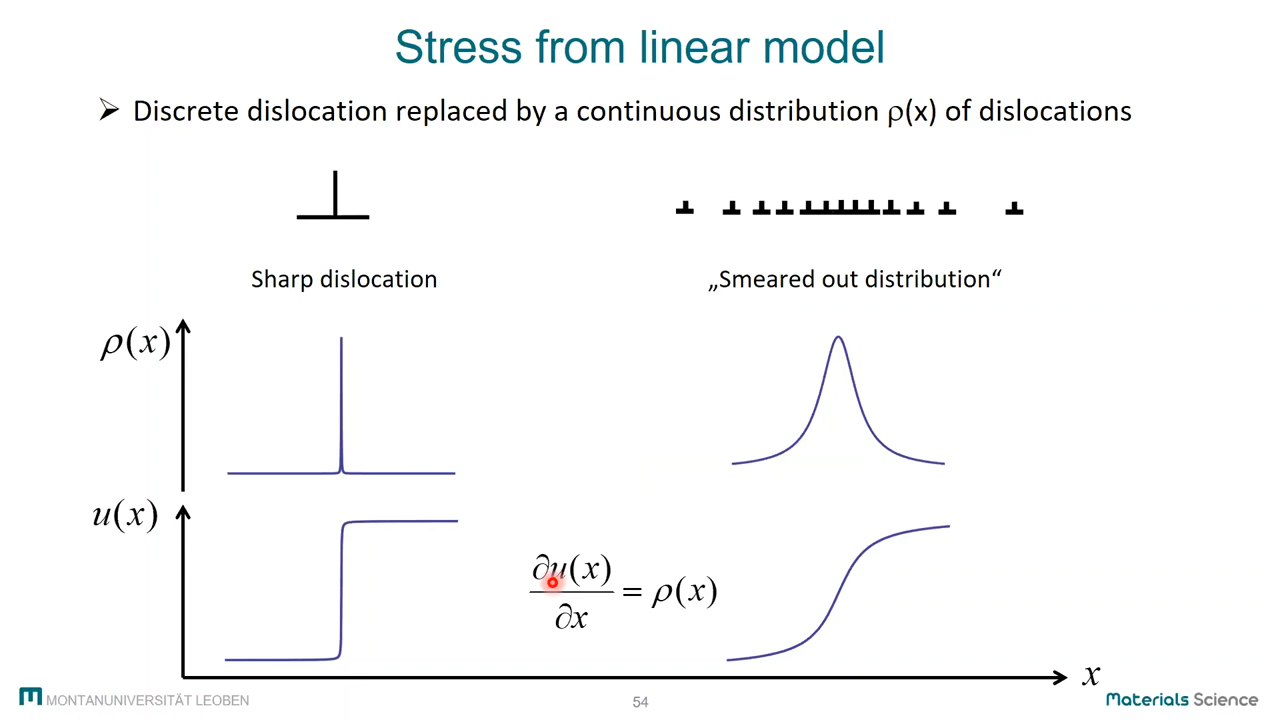 Stress from linear model
➢ Discrete dislocation replaced by a continuous distribution ρ(x) of dislocations
Sharp dislocation
„Smeared out distribution“
ρ(x)
u(x)
∂u(x)/∂x = ρ(x)
x
MONTANUNIVERSITÄT LEOBEN
54
Materials Science